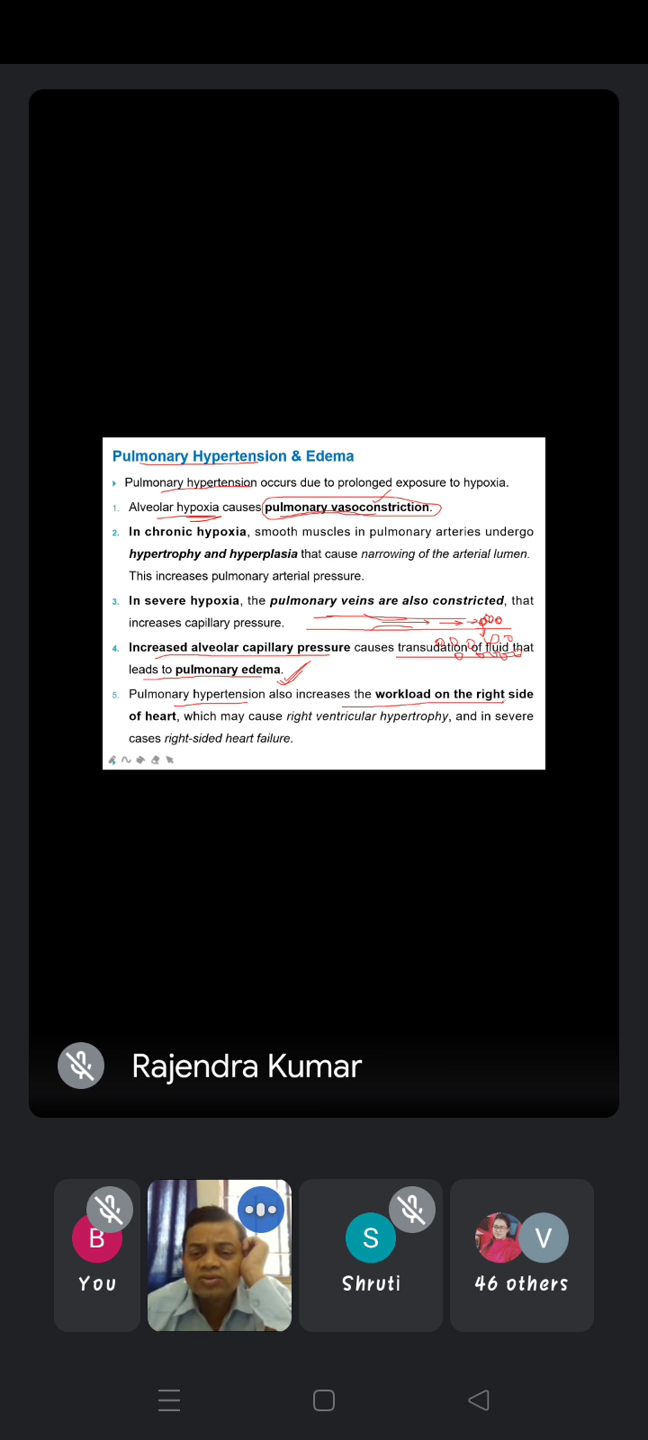 Pulmonary Hypertension & Edema
Pulmonary hypertension occurs due to prolonged exposure to hypoxia.
1. Alveolar hypoxia causes pulmonary vasoconstriction.
2. In chronic hypoxia, smooth muscles in pulmonary arteries undergo
hypertrophy and hyperplasia that cause narrowing of the arterial lumen.
This increases pulmonary arterial pressure.
3. In severe hypoxia, the pulmonary veins are also constricted, that
increases capillary pressure.
4. Increased alveolar capillary pressure causes transudation of fluid that
leads to pulmonary edema.
5. Pulmonary hypertension also increases the workload on the right side
of heart, which may cause right ventricular hypertrophy, and in severe
cases right-sided heart failure.
Rajendra Kumar
B
S
V
You
Shruti
46 others